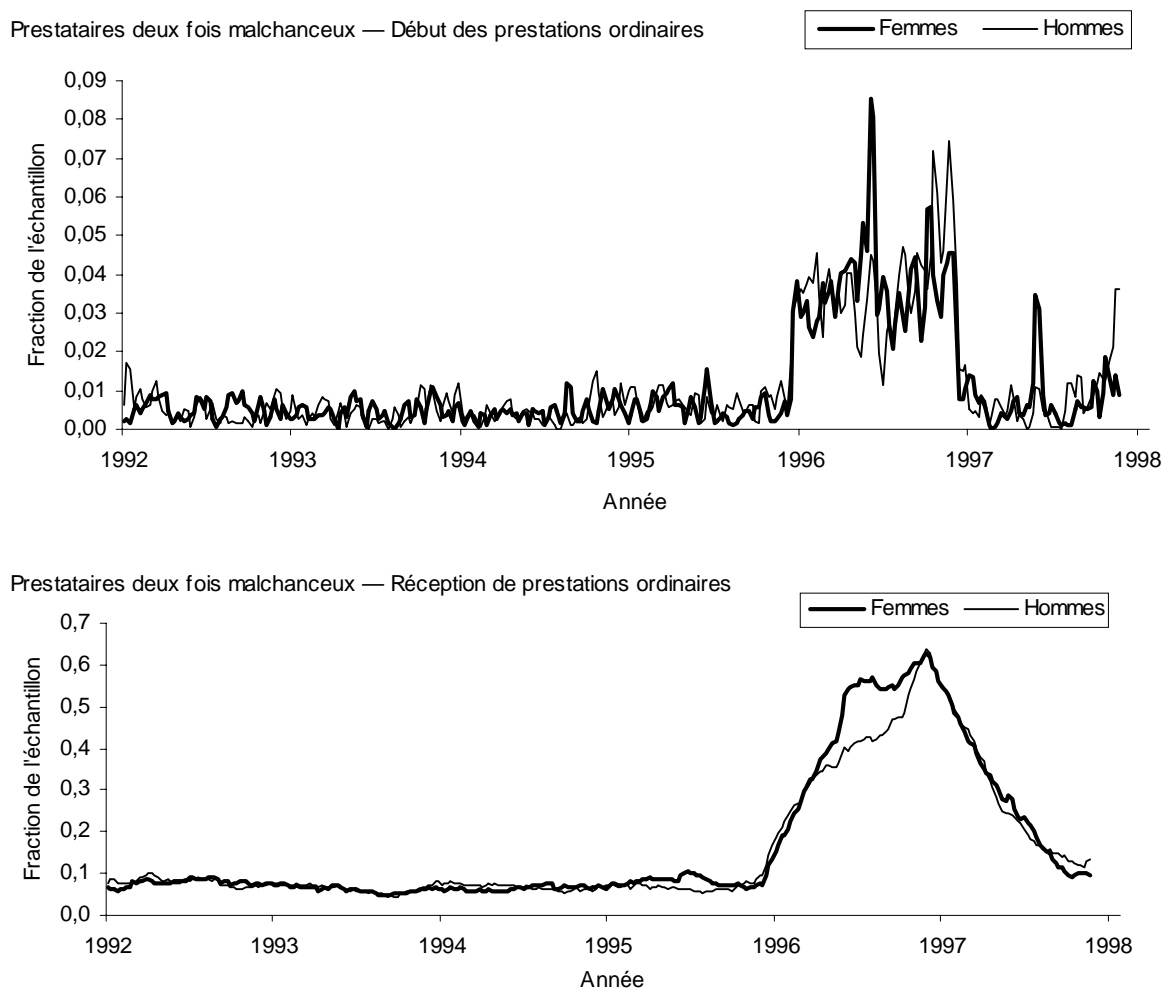 Prestataires deux fois malchanceux — Début des prestations ordinaires
Femmes Hommes
0,09
0,08
0,07
0,06
0,05
0,04
0,03
0,02
0,01
0,00
Fraction de l'échantillon
1992 1993 1994 1995 1996 1997 1998
Année
Prestataires deux fois malchanceux — Réception de prestations ordinaires
Femmes Hommes
0,7
0,6
0,5
0,4
0,3
0,2
0,1
0,0
Fraction de l'échantillon
1992 1993 1994 1995 1996 1997 1998
Année